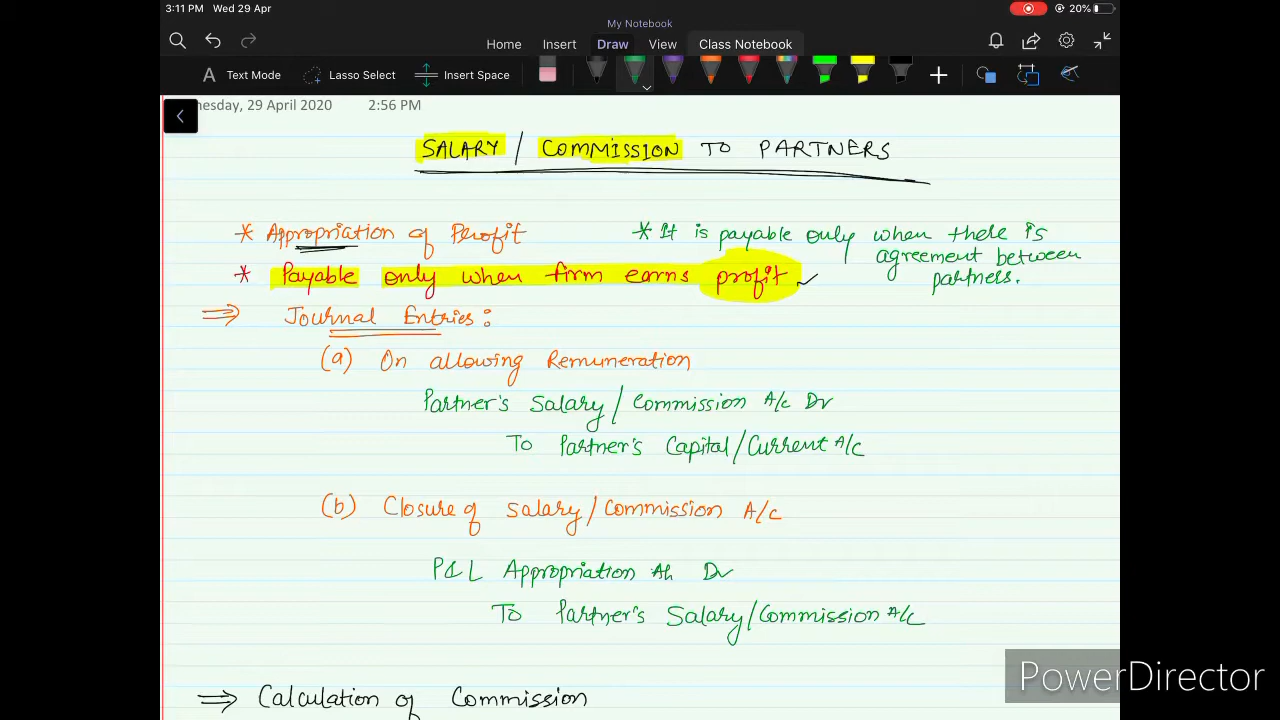 3:11 PM Wed 29 Apr
20%
My Notebook
Home Insert Draw View Class Notebook
Text Mode Lasso Select Insert Space
nesday, 29 April 2020 2:56 PM
SALARY / COMMISSION TO PARTNERS
* Appropriation of Profit
* It is payable only when there is
agreement between
partners.
* Payable only when firm earns profit
⇒ Journal Entries:
(a) On allowing Remuneration
Partner's Salary/Commission A/c Dr
To Partner's Capital/Current A/c
(b) Closure of Salary/Commission A/c
P&L Appropriation A/c Dr
To Partner's Salary/Commission A/c
⇒ Calculation of Commission
PowerDirector